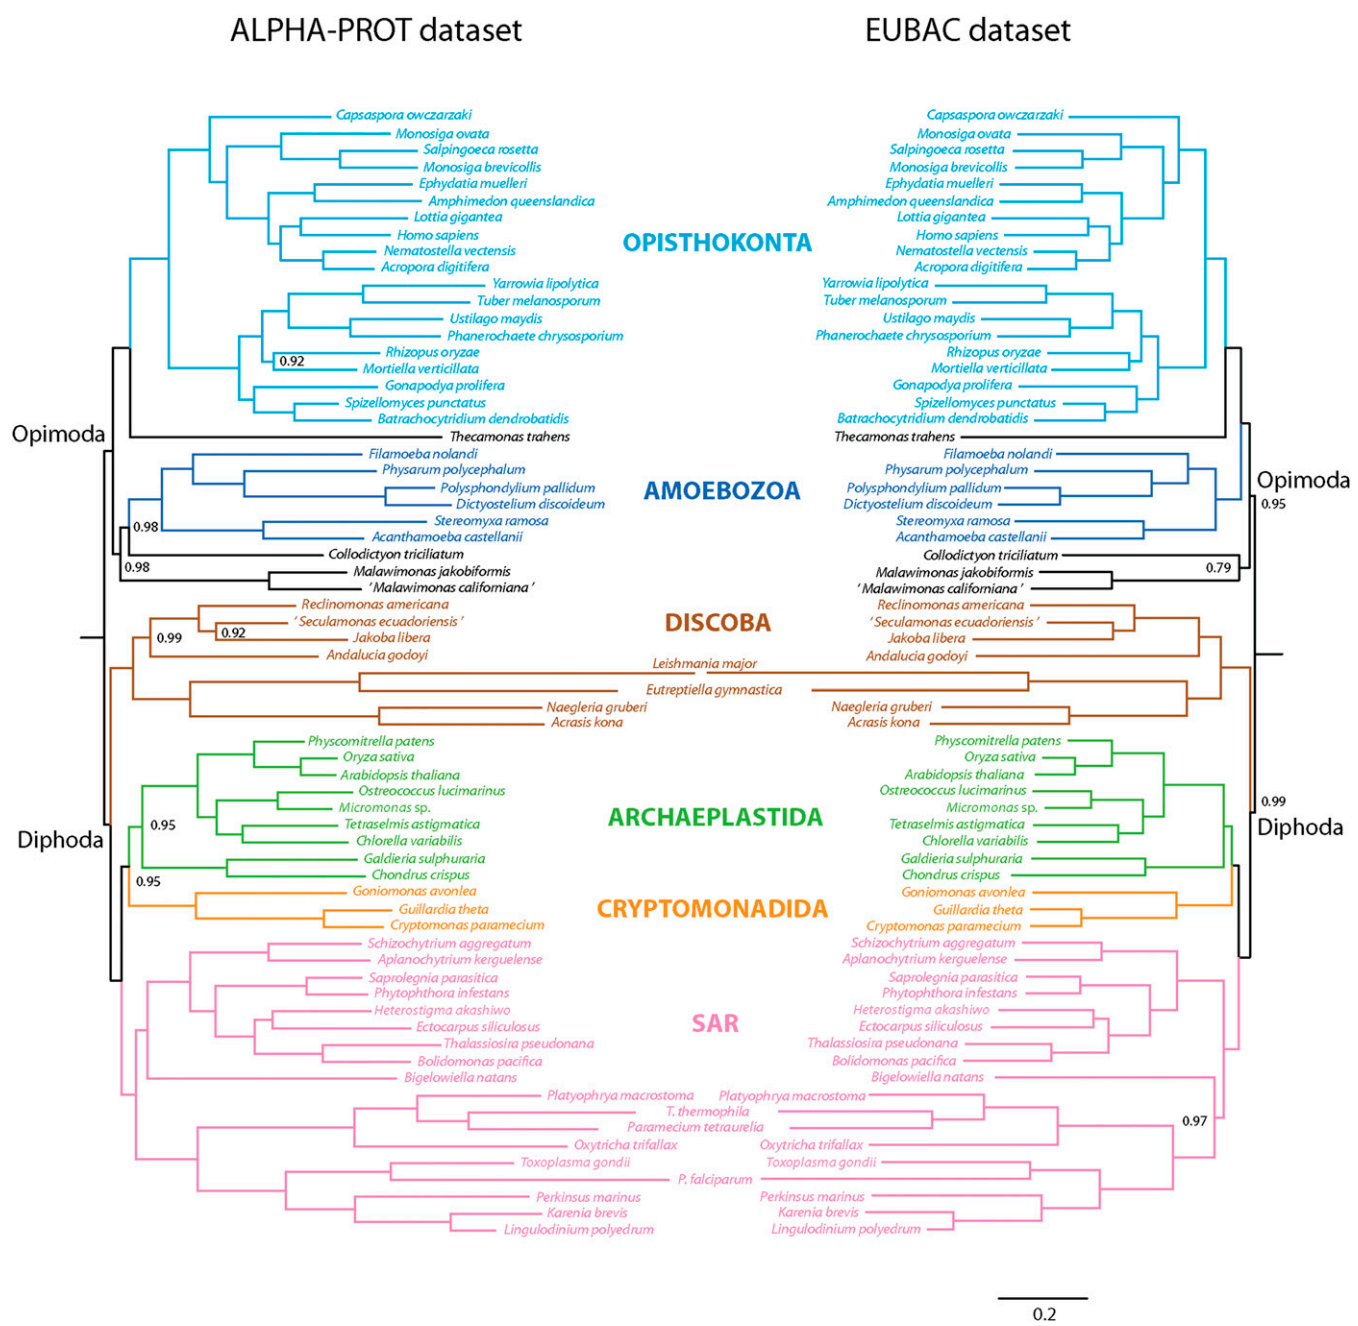 ALPHA-PROT dataset EUBAC dataset
Capsaspora owczarzaki Capsaspora owczarzaki
Monosiga ovata Monosiga ovata
Salpingoeca rosetta Salpingoeca rosetta
Monosiga brevicollis Monosiga brevicollis
Ephydatia muelleri Ephydatia muelleri
Amphimedon queenslandica Amphimedon queenslandica
Lottia gigantea Lottia gigantea
Homo sapiens OPISTHOKONTA Homo sapiens
Nematostella vectensis Nematostella vectensis
Acropora digitifera Acropora digitifera
Yarrowia lipolytica Yarrowia lipolytica
Tuber melanosporum Tuber melanosporum
Ustilago maydis Ustilago maydis
Phanerochaete chrysosporium Phanerochaete chrysosporium
0.92 Rhizopus oryzae Rhizopus oryzae
Mortiella verticillata Mortiella verticillata
Gonapodya prolifera Gonapodya prolifera
Spizellomyces punctatus Spizellomyces punctatus
Batrachocytridium dendrobatidis Batrachocytridium dendrobatidis
Opimoda Thecamonas trahens Thecamonas trahens
Filamoeba nolandi Filamoeba nolandi
Physarum polycephalum Physarum polycephalum
Opimoda
Polysphondylium pallidum AMOEBOZOA Polysphondylium pallidum
Dictyostelium discoideum Dictyostelium discoideum 0.95
0.98 Stereomyxa ramosa Stereomyxa ramosa
Acanthamoeba castellanii Acanthamoeba castellanii
Collodictyon triciliatum Collodictyon triciliatum
0.98 Malawimonas jakobiformis Malawimonas jakobiformis 0.79
'Malawimonas californiana' 'Malawimonas californiana'
Reclinomonas americana Reclinomonas americana
'Seculamonas ecuadoriensis' DISCOBA 'Seculamonas ecuadoriensis'
0.99 0.92 Jakoba libera Jakoba libera
Andalucia godoyi Andalucia godoyi
Leishmania major
Eutreptiella gymnastica
Naegleria gruberi Naegleria gruberi
Acrasis kona Acrasis kona
Physcomitrella patens Physcomitrella patens
Oryza sativa Oryza sativa
Arabidopsis thaliana Arabidopsis thaliana
Ostreococcus lucimarinus Ostreococcus lucimarinus
Micromonas sp. Micromonas sp. 0.99
0.95 Tetraselmis astigmatica ARCHAEPLASTIDA Tetraselmis astigmatica Diphoda
Diphoda Chlorella variabilis Chlorella variabilis
Galdieria sulphuraria Galdieria sulphuraria
0.95 Chondrus crispus Chondrus crispus
Goniomonas avonlea Goniomonas avonlea
Guillardia theta CRYPTOMONADIDA Guillardia theta
Cryptomonas paramecium Cryptomonas paramecium
Schizochytrium aggregatum Schizochytrium aggregatum
Aplanochytrium kerguelense Aplanochytrium kerguelense
Saprolegnia parasitica Saprolegnia parasitica
Phytophthora infestans Phytophthora infestans
Heterostigma akashiwo Heterostigma akashiwo
Ectocarpus siliculosus SAR Ectocarpus siliculosus
Thalassiosira pseudonana Thalassiosira pseudonana
Bolidomonas pacifica Bolidomonas pacifica
Bigelowiella natans Bigelowiella natans
Platyophrya macrostoma Platyophrya macrostoma
T. thermophila 0.97
Paramecium tetraurelia
Oxytricha trifallax Oxytricha trifallax
Toxoplasma gondii Toxoplasma gondii
P. falciparum
Perkinsus marinus Perkinsus marinus
Karenia brevis Karenia brevis
Lingulodinium polyedrum Lingulodinium polyedrum
0.2